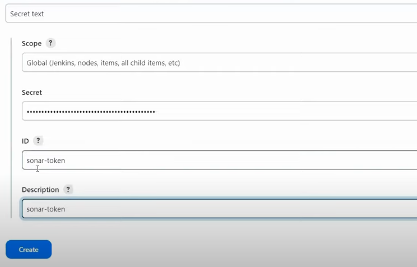 Secret text
Scope ?
Global (Jenkins, nodes, items, all child items, etc)
Secret
ID ?
sonar-token
Description ?
sonar-token
Create